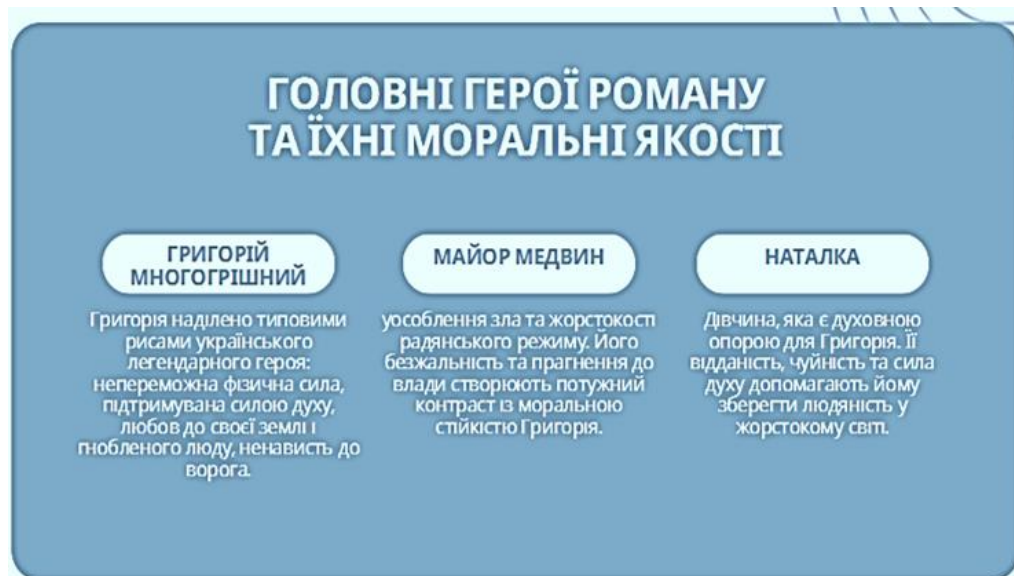 ГОЛОВНІ ГЕРОЇ РОМАНУ
ТА ЇХНІ МОРАЛЬНІ ЯКОСТІ
ГРИГОРІЙ
МНОГОГРІШНИЙ
Григорія наділено типовими
рисами українського
легендарного героя:
непереможна фізична сила,
підтримувана силою духу,
любов до своєї землі і
гнобленого люду, ненависть до
ворога.
МАЙОР МЕДВИН
уособлення зла та жорстокості
радянського режиму. Його
безжальність та прагнення до
влади створюють потужний
контраст із моральною
стійкістю Григорія.
НАТАЛКА
Дівчина, яка є духовною
опорою для Григорія. Її
відданість, чуйність та сила
духу допомагають йому
зберегти людяність у
жорстокому світі.